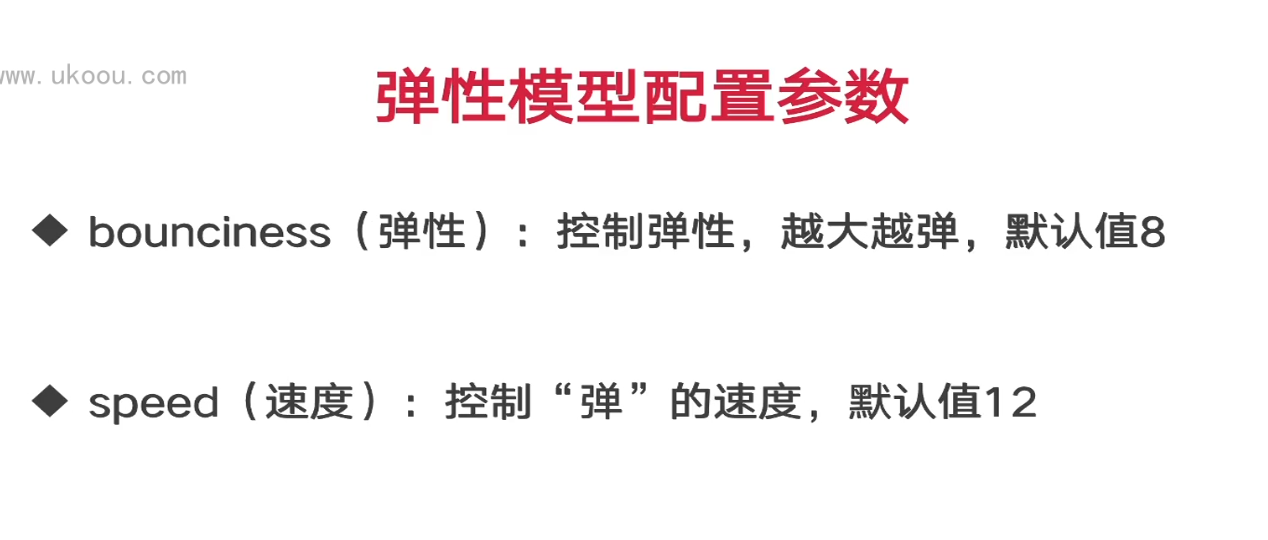 www.ukoou.com
弹性模型配置参数
◆ bounciness（弹性）：控制弹性，越大越弹，默认值8
◆ speed（速度）：控制“弹”的速度，默认值12